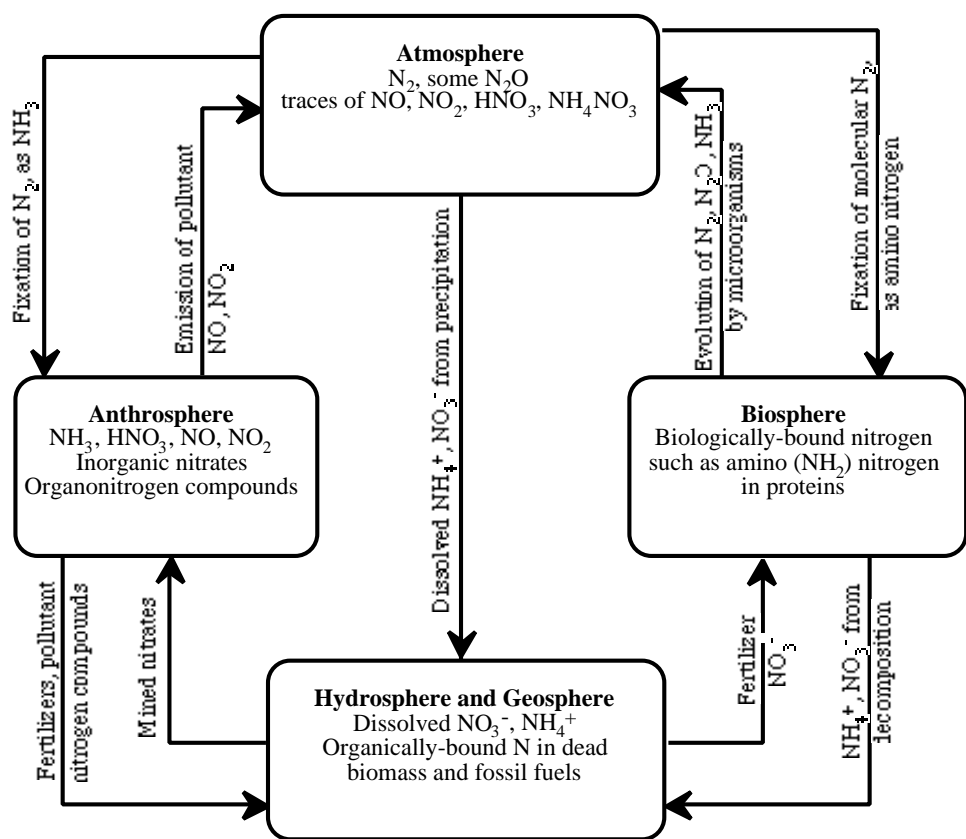 Atmosphere
N₂, some N₂O
traces of NO, NO₂, HNO₃, NH₄NO₃
Fixation of N₂, as NH₃
Emission of pollutant
NO, NO₂
Dissolved NH₄⁺, NO₃⁻ from precipitation
Evolution of N₂, N₂O, NH₃
by microorganisms
Fixation of molecular N₂,
as amino nitrogen
Anthrosphere
NH₃, HNO₃, NO, NO₂
Inorganic nitrates
Organonitrogen compounds
Biosphere
Biologically-bound nitrogen
such as amino (NH₂) nitrogen
in proteins
Fertilizers, pollutant
nitrogen compounds
Mined nitrates
Fertilizer
NO₃⁻
NH₄⁺, NO₃⁻ from
decomposition
Hydrosphere and Geosphere
Dissolved NO₃⁻, NH₄⁺
Organically-bound N in dead
biomass and fossil fuels